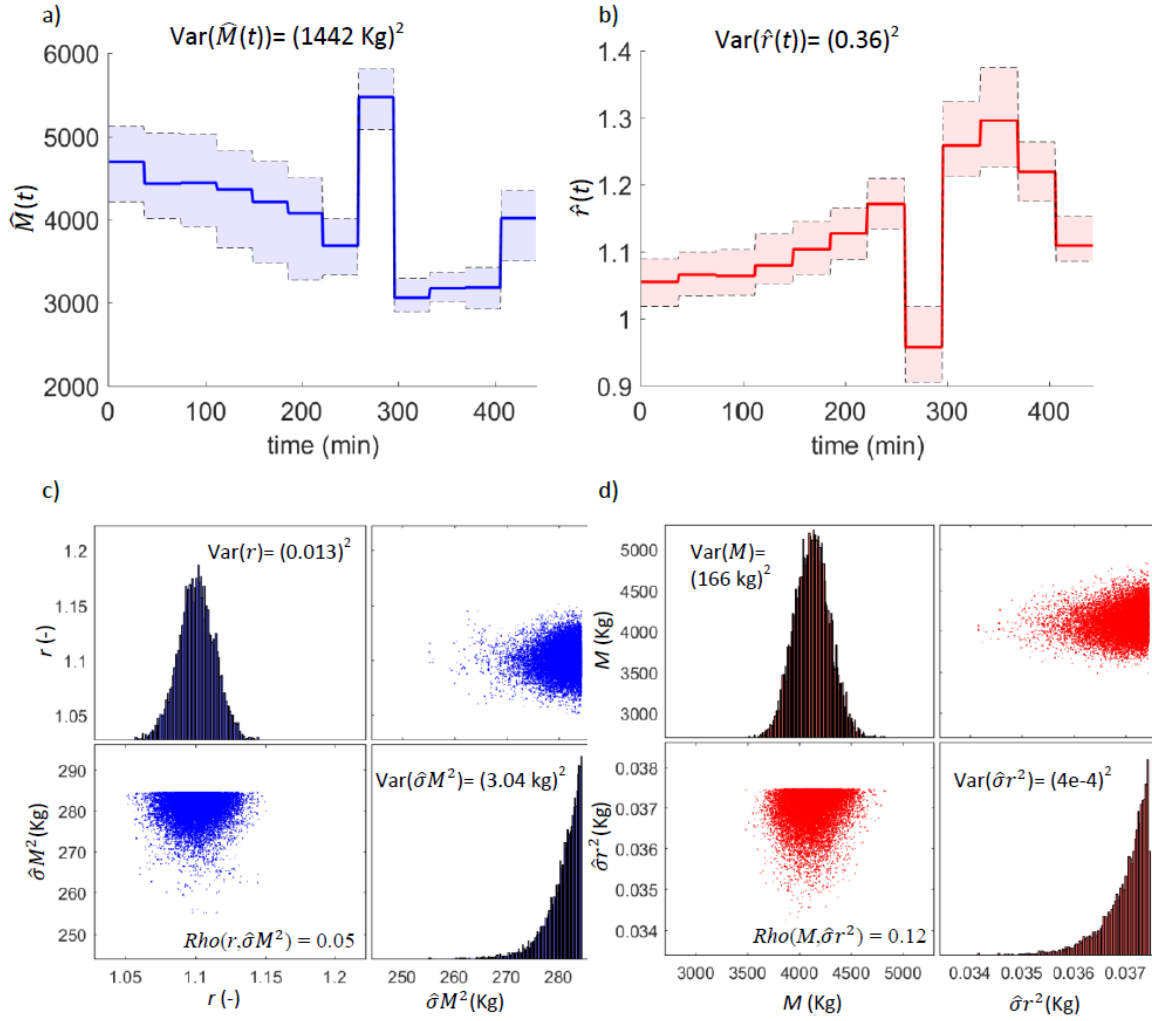 a)
Var(M̂(t))= (1442 Kg)²
6000
5000
4000
3000
2000
M̂(t)
0 100 200 300 400
time (min)
b)
Var(r̂(t))= (0.36)²
1.4
1.3
1.2
1.1
1
0.9
r̂(t)
0 100 200 300 400
time (min)
c)
Var(r)= (0.013)²
1.2
1.15
1.1
1.05
r (-)
Var(σ̂M²)= (3.04 kg)²
290
280
270
260
250
σ̂M²(Kg)
Rho(r,σ̂M²) = 0.05
1.05 1.10 1.15 1.2
r (-)
250 260 270 280
σ̂M²(Kg)
d)
Var(M)=
(166 kg)²
5000
4500
4000
3500
3000
M (Kg)
Var(σ̂r²)= (4e-4)²
0.038
0.037
0.036
0.035
0.034
σ̂r²(Kg)
Rho(M,σ̂r²) = 0.12
3000 3500 4000 4500 5000
M (Kg)
0.034 0.035 0.036 0.037
σ̂r²(Kg)